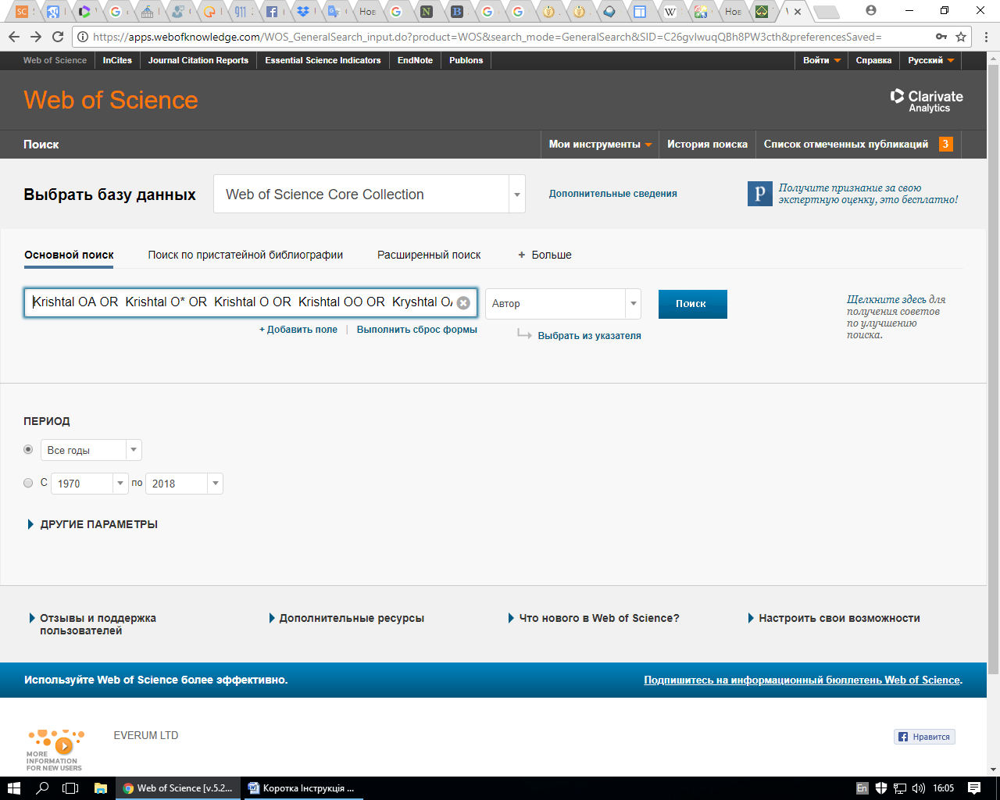 Нов
Нов
https://apps.webofknowledge.com/WOS_GeneralSearch_input.do?product=WOS&search_mode=GeneralSearch&SID=C26gvlwuqQBh8PW3cth&preferencesSaved=
Web of Science InCites Journal Citation Reports Essential Science Indicators EndNote Publons Войти Справка Русский
Web of Science
Clarivate
Analytics
Поиск Мои инструменты История поиска Список отмеченных публикаций 3
Выбрать базу данных Web of Science Core Collection Дополнительные сведения
Получите признание за свою
экспертную оценку, это бесплатно!
Основной поиск Поиск по пристатейной библиографии Расширенный поиск + Больше
Krishtal OA OR Krishtal O* OR Krishtal O OR Krishtal OO OR Kryshtal OA Автор Поиск
+ Добавить поле | Выполнить сброс формы Выбрать из указателя
Щелкните здесь для
получения советов
по улучшению
поиска.
ПЕРИОД
Все годы
С 1970 по 2018
ДРУГИЕ ПАРАМЕТРЫ
Отзывы и поддержка
пользователей
Дополнительные ресурсы
Что нового в Web of Science?
Настроить свои возможности
Используйте Web of Science более эффективно. Подпишитесь на информационный бюллетень Web of Science.
EVERUM LTD
Нравится
MORE
INFORMATION
FOR NEW USERS
Web of Science [v.5.2... Коротка Інструкція ... En 16:05